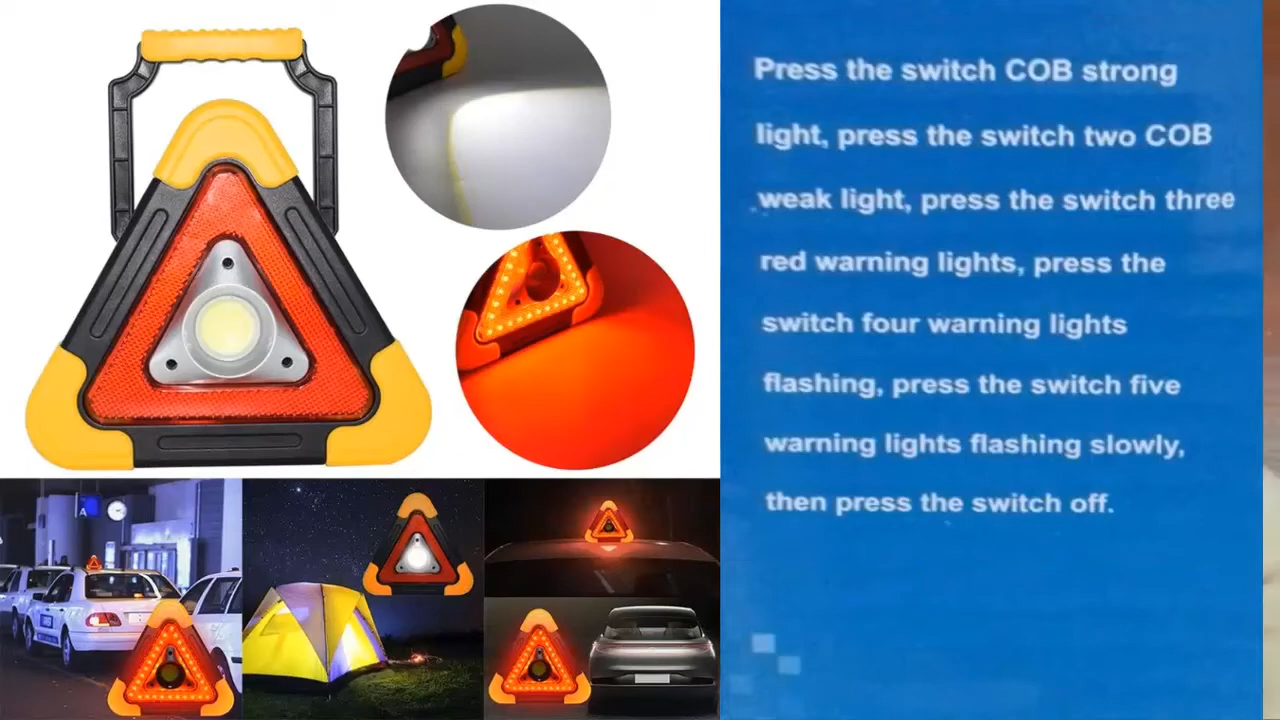 Press the switch COB strong
light, press the switch two COB
weak light, press the switch three
red warning lights, press the
switch four warning lights
flashing, press the switch five
warning lights flashing slowly,
then press the switch off.
A